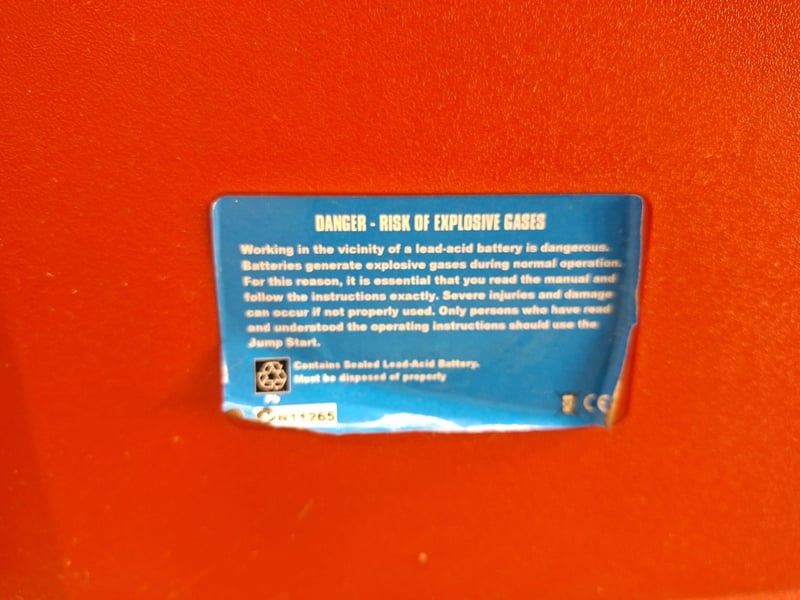 DANGER - RISK OF EXPLOSIVE GASES
Working in the vicinity of a lead-acid battery is dangerous.
Batteries generate explosive gases during normal operation.
For this reason, it is essential that you read the manual and
follow the instructions exactly. Severe injuries and damage
can occur if not properly used. Only persons who have read
and understood the operating instructions should use the
Jump Start.
Contains Sealed Lead-Acid Battery.
Must be disposed of properly
Pb
N11265
CE